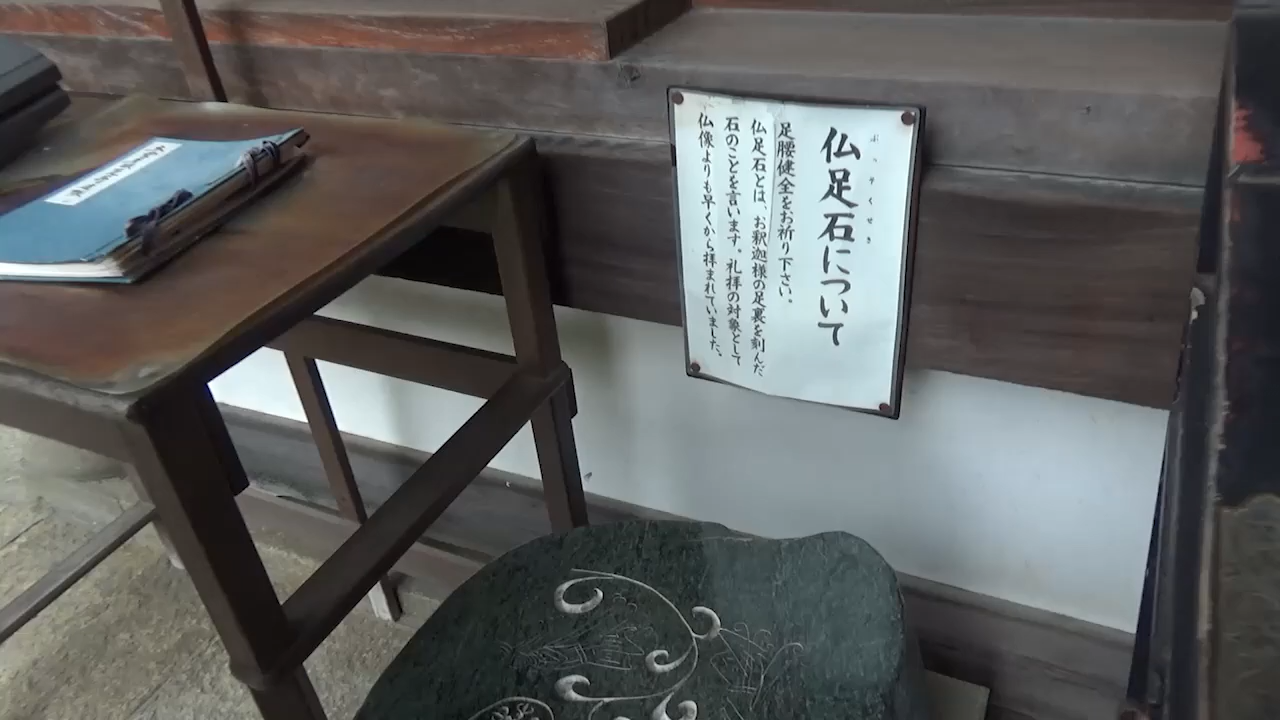 ぶっそくせき
仏足石について
足腰健全をお祈り下さい。
仏足石とは、お釈迦様の足裏を刻んだ
石のことを言います。礼拝の対象として
仏像よりも早くから拝まれていました。